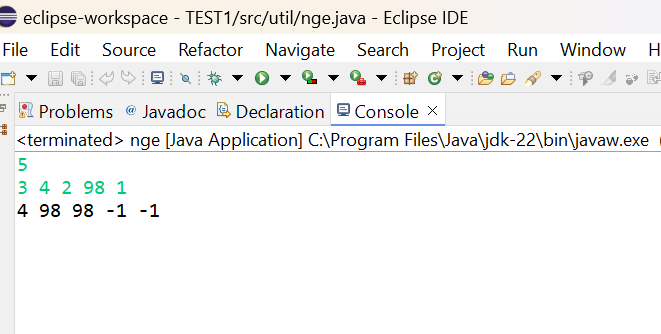 eclipse-workspace - TEST1/src/util/nge.java - Eclipse IDE
File Edit Source Refactor Navigate Search Project Run Window H
Problems @ Javadoc Declaration Console
<terminated> nge [Java Application] C:\Program Files\Java\jdk-22\bin\javaw.exe (
5
3 4 2 98 1
4 98 98 -1 -1